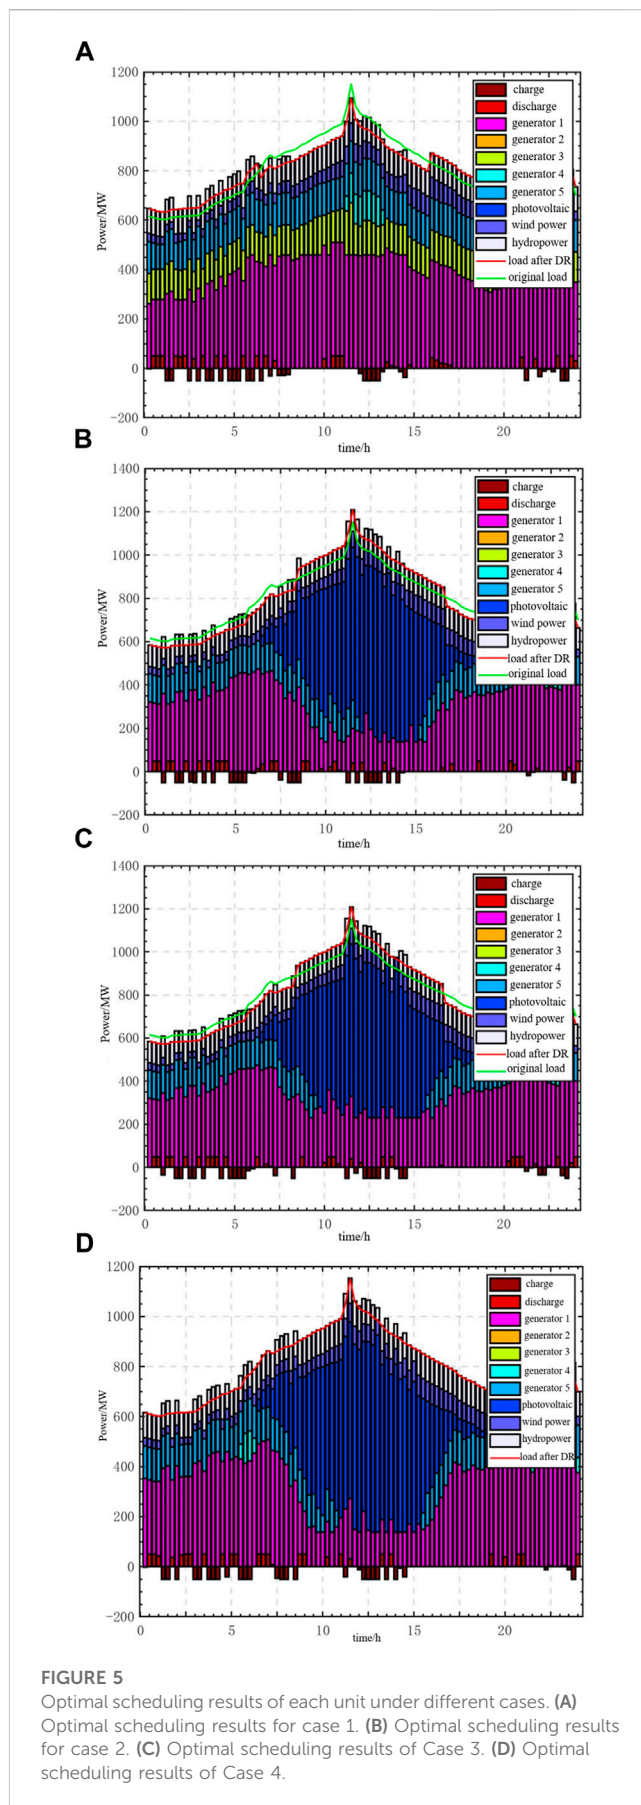 A
1200
1000
800
600
400
200
0
−200
Power/MW
0
5
10
15
20
time/h
charge
discharge
generator 1
generator 2
generator 3
generator 4
generator 5
photovoltaic
wind power
hydropower
load after DR
original load
B
1400
1200
1000
800
600
400
200
0
−200
Power/MW
0
5
10
15
20
time/h
charge
discharge
generator 1
generator 2
generator 3
generator 4
generator 5
photovoltaic
wind power
hydropower
load after DR
original load
C
1400
1200
1000
800
600
400
200
0
−200
Power/MW
0
5
10
15
20
time/h
charge
discharge
generator 1
generator 2
generator 3
generator 4
generator 5
photovoltaic
wind power
hydropower
load after DR
original load
D
1200
1000
800
600
400
200
0
−200
Power/MW
0
5
10
15
20
time/h
charge
discharge
generator 1
generator 2
generator 3
generator 4
generator 5
photovoltaic
wind power
hydropower
load after DR
FIGURE 5
Optimal scheduling results of each unit under different cases. (A)
Optimal scheduling results for case 1. (B) Optimal scheduling results
for case 2. (C) Optimal scheduling results of Case 3. (D) Optimal
scheduling results of Case 4.